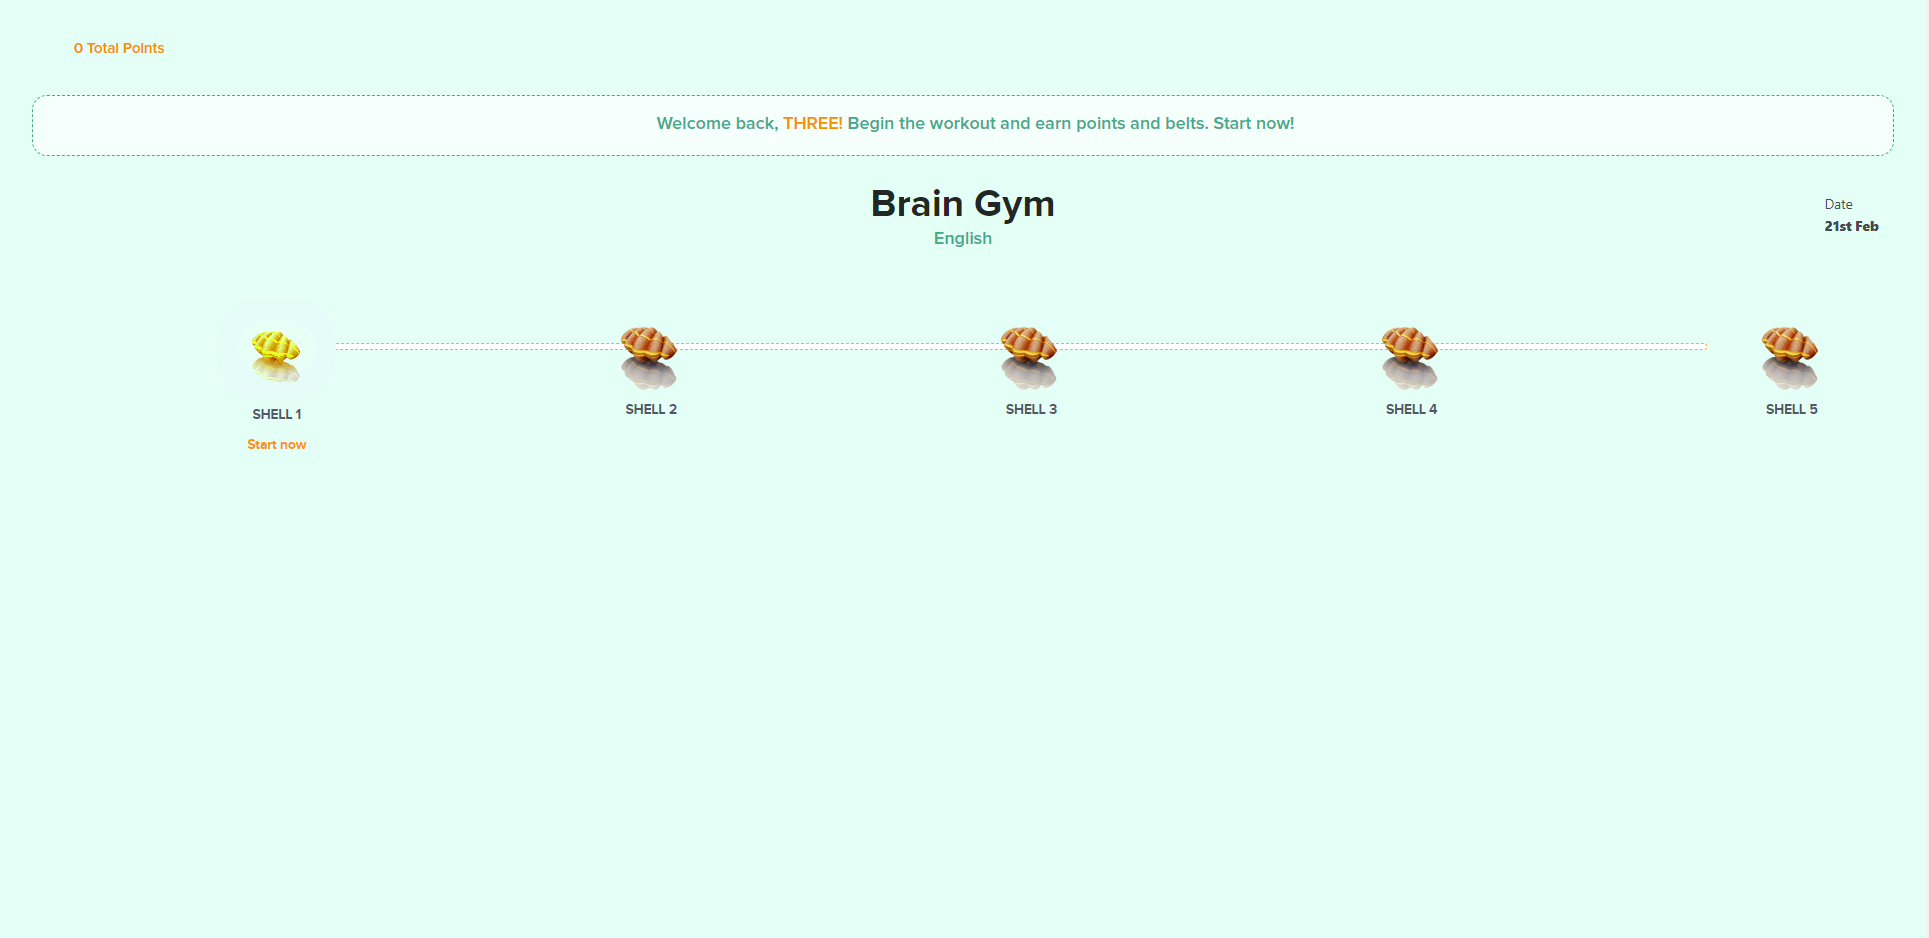 0 Total Points
Welcome back, THREE! Begin the workout and earn points and belts. Start now!
Brain Gym
English
Date
21st Feb
SHELL 1
SHELL 2
SHELL 3
SHELL 4
SHELL 5
Start now